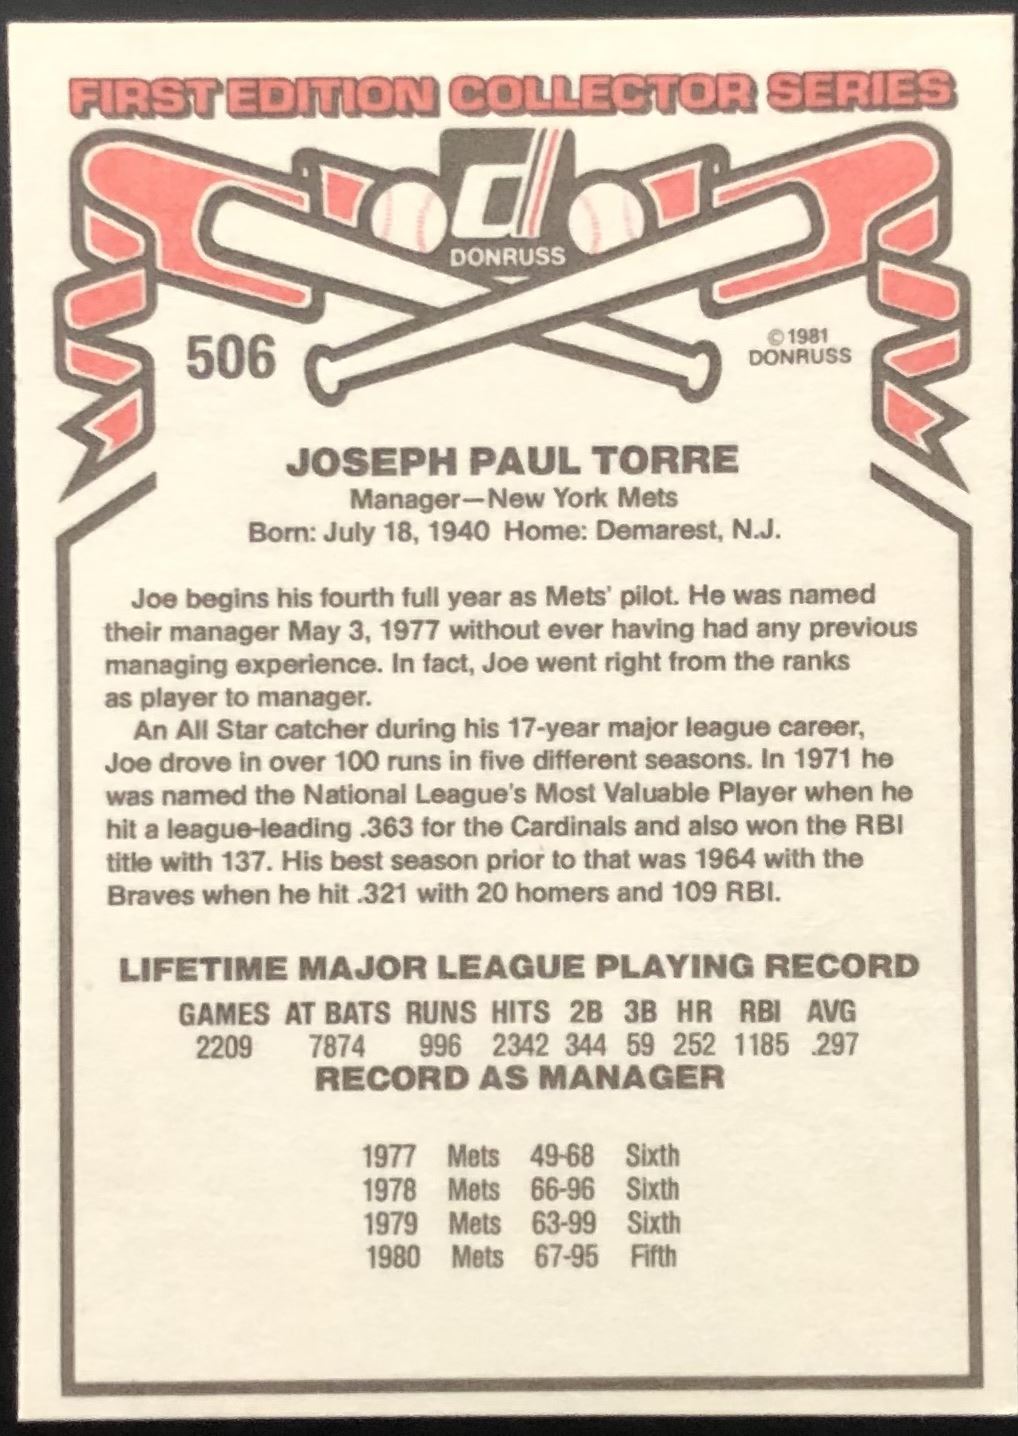 FIRST EDITION COLLECTOR SERIES
d
DONRUSS
506
©1981
DONRUSS
JOSEPH PAUL TORRE
Manager—New York Mets
Born: July 18, 1940 Home: Demarest, N.J.
Joe begins his fourth full year as Mets' pilot. He was named
their manager May 3, 1977 without ever having had any previous
managing experience. In fact, Joe went right from the ranks
as player to manager.
An All Star catcher during his 17-year major league career,
Joe drove in over 100 runs in five different seasons. In 1971 he
was named the National League's Most Valuable Player when he
hit a league-leading .363 for the Cardinals and also won the RBI
title with 137. His best season prior to that was 1964 with the
Braves when he hit .321 with 20 homers and 109 RBI.
LIFETIME MAJOR LEAGUE PLAYING RECORD
GAMES AT BATS RUNS HITS 2B 3B HR RBI AVG
2209 7874 996 2342 344 59 252 1185 .297
RECORD AS MANAGER
1977 Mets 49-68 Sixth
1978 Mets 66-96 Sixth
1979 Mets 63-99 Sixth
1980 Mets 67-95 Fifth